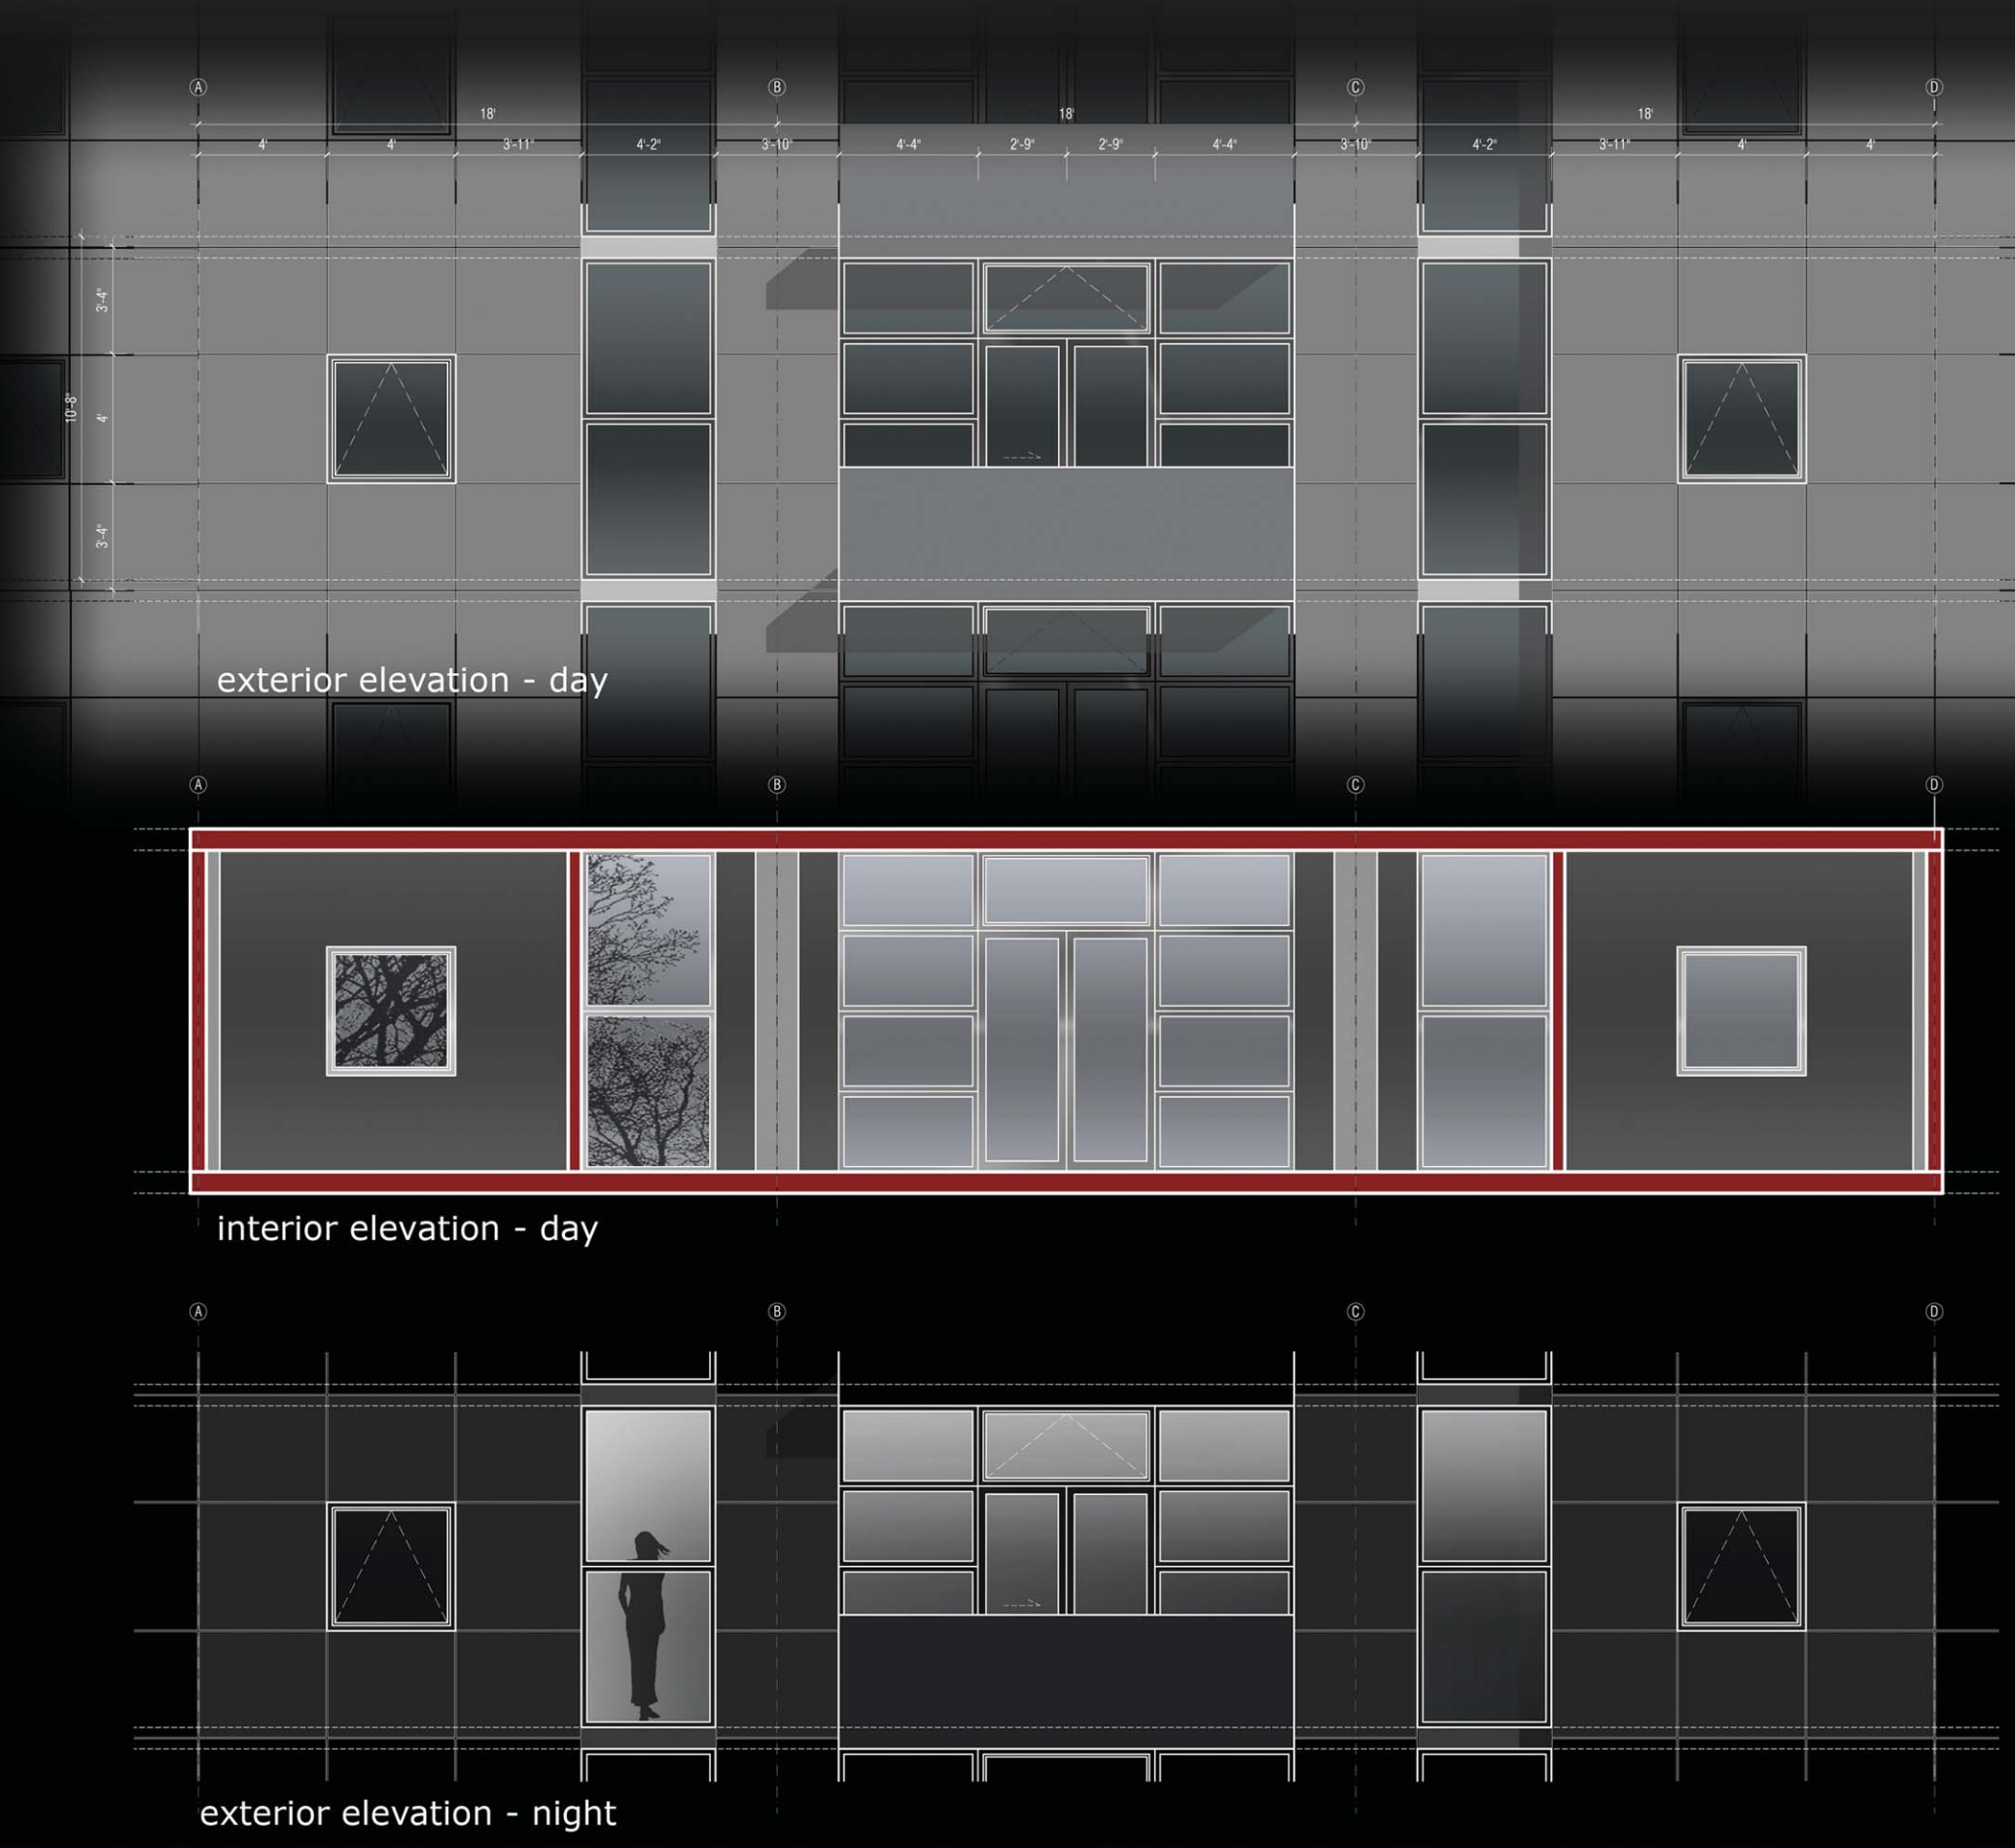 A B C D
18' 18' 18'
4' 4' 3'-11" 4'-2" 3'-10" 4'-4" 2'-9" 2'-9" 4'-4" 3'-10" 4'-2" 3'-11" 4' 4'
3'-4"
10'-8" 4'
3'-4"
exterior elevation - day
A B C D
interior elevation - day
A B C D
exterior elevation - night